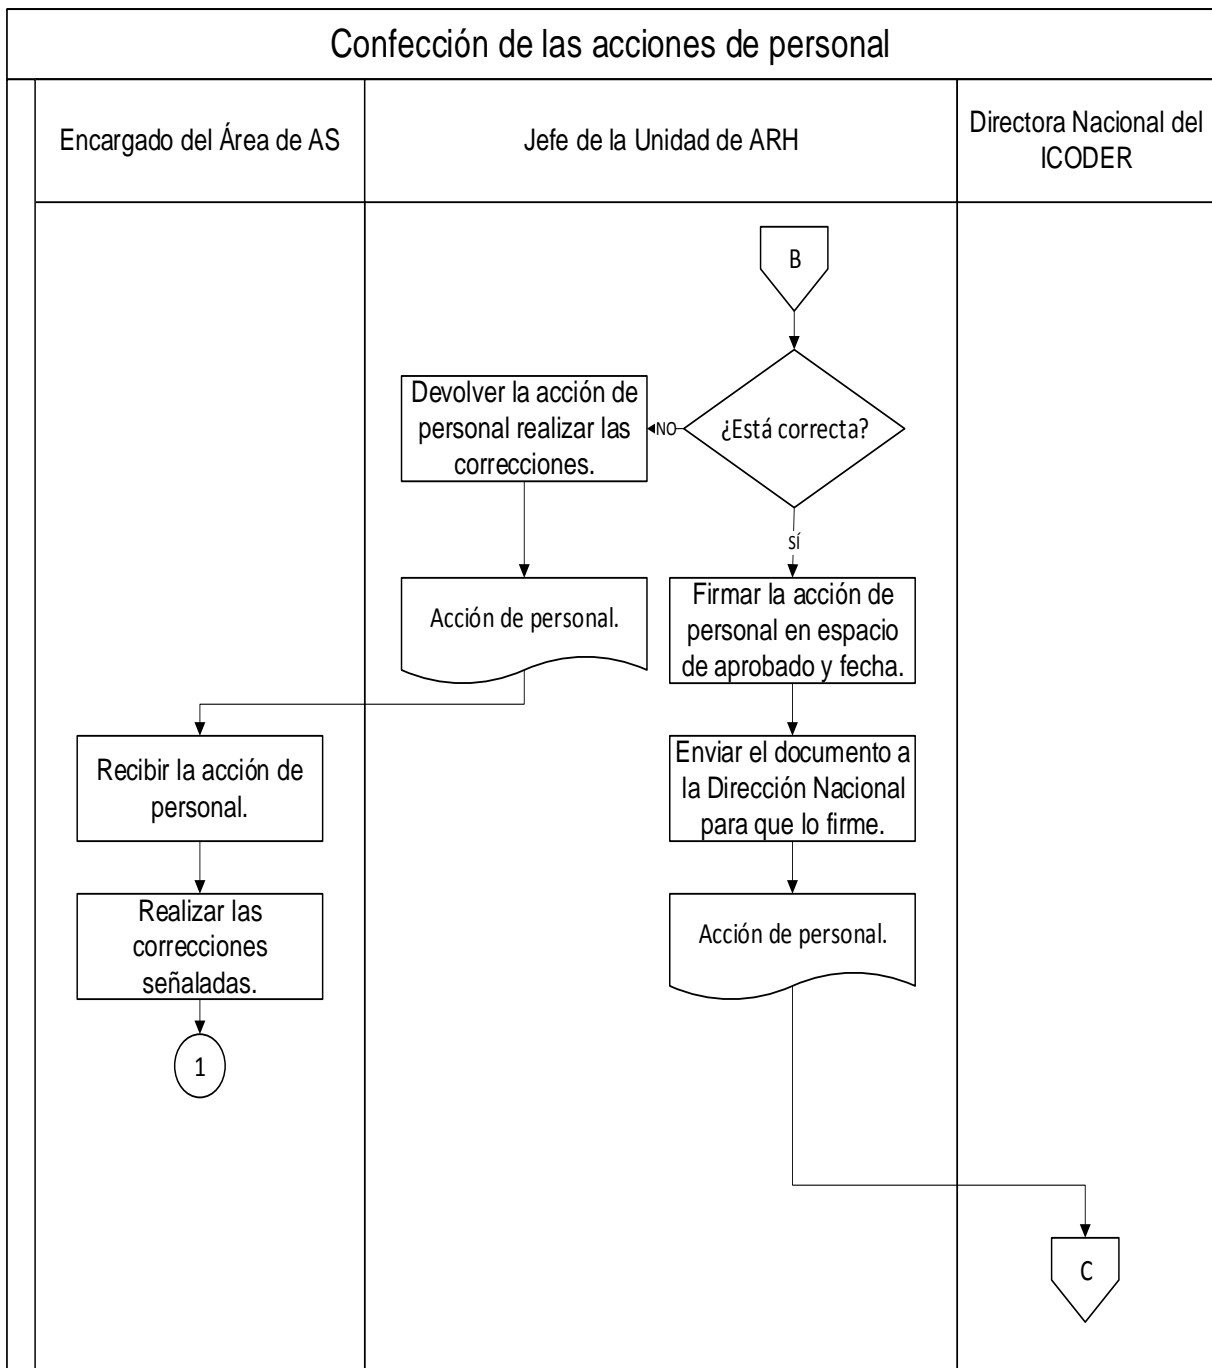 Confección de las acciones de personal
Encargado del Área de AS
Jefe de la Unidad de ARH
Directora Nacional del
ICODER
B
¿Está correcta?
NO
Devolver la acción de
personal realizar las
correcciones.
sí
Acción de personal.
Firmar la acción de
personal en espacio
de aprobado y fecha.
Recibir la acción de
personal.
Enviar el documento a
la Dirección Nacional
para que lo firme.
Realizar las
correcciones
señaladas.
Acción de personal.
1
C